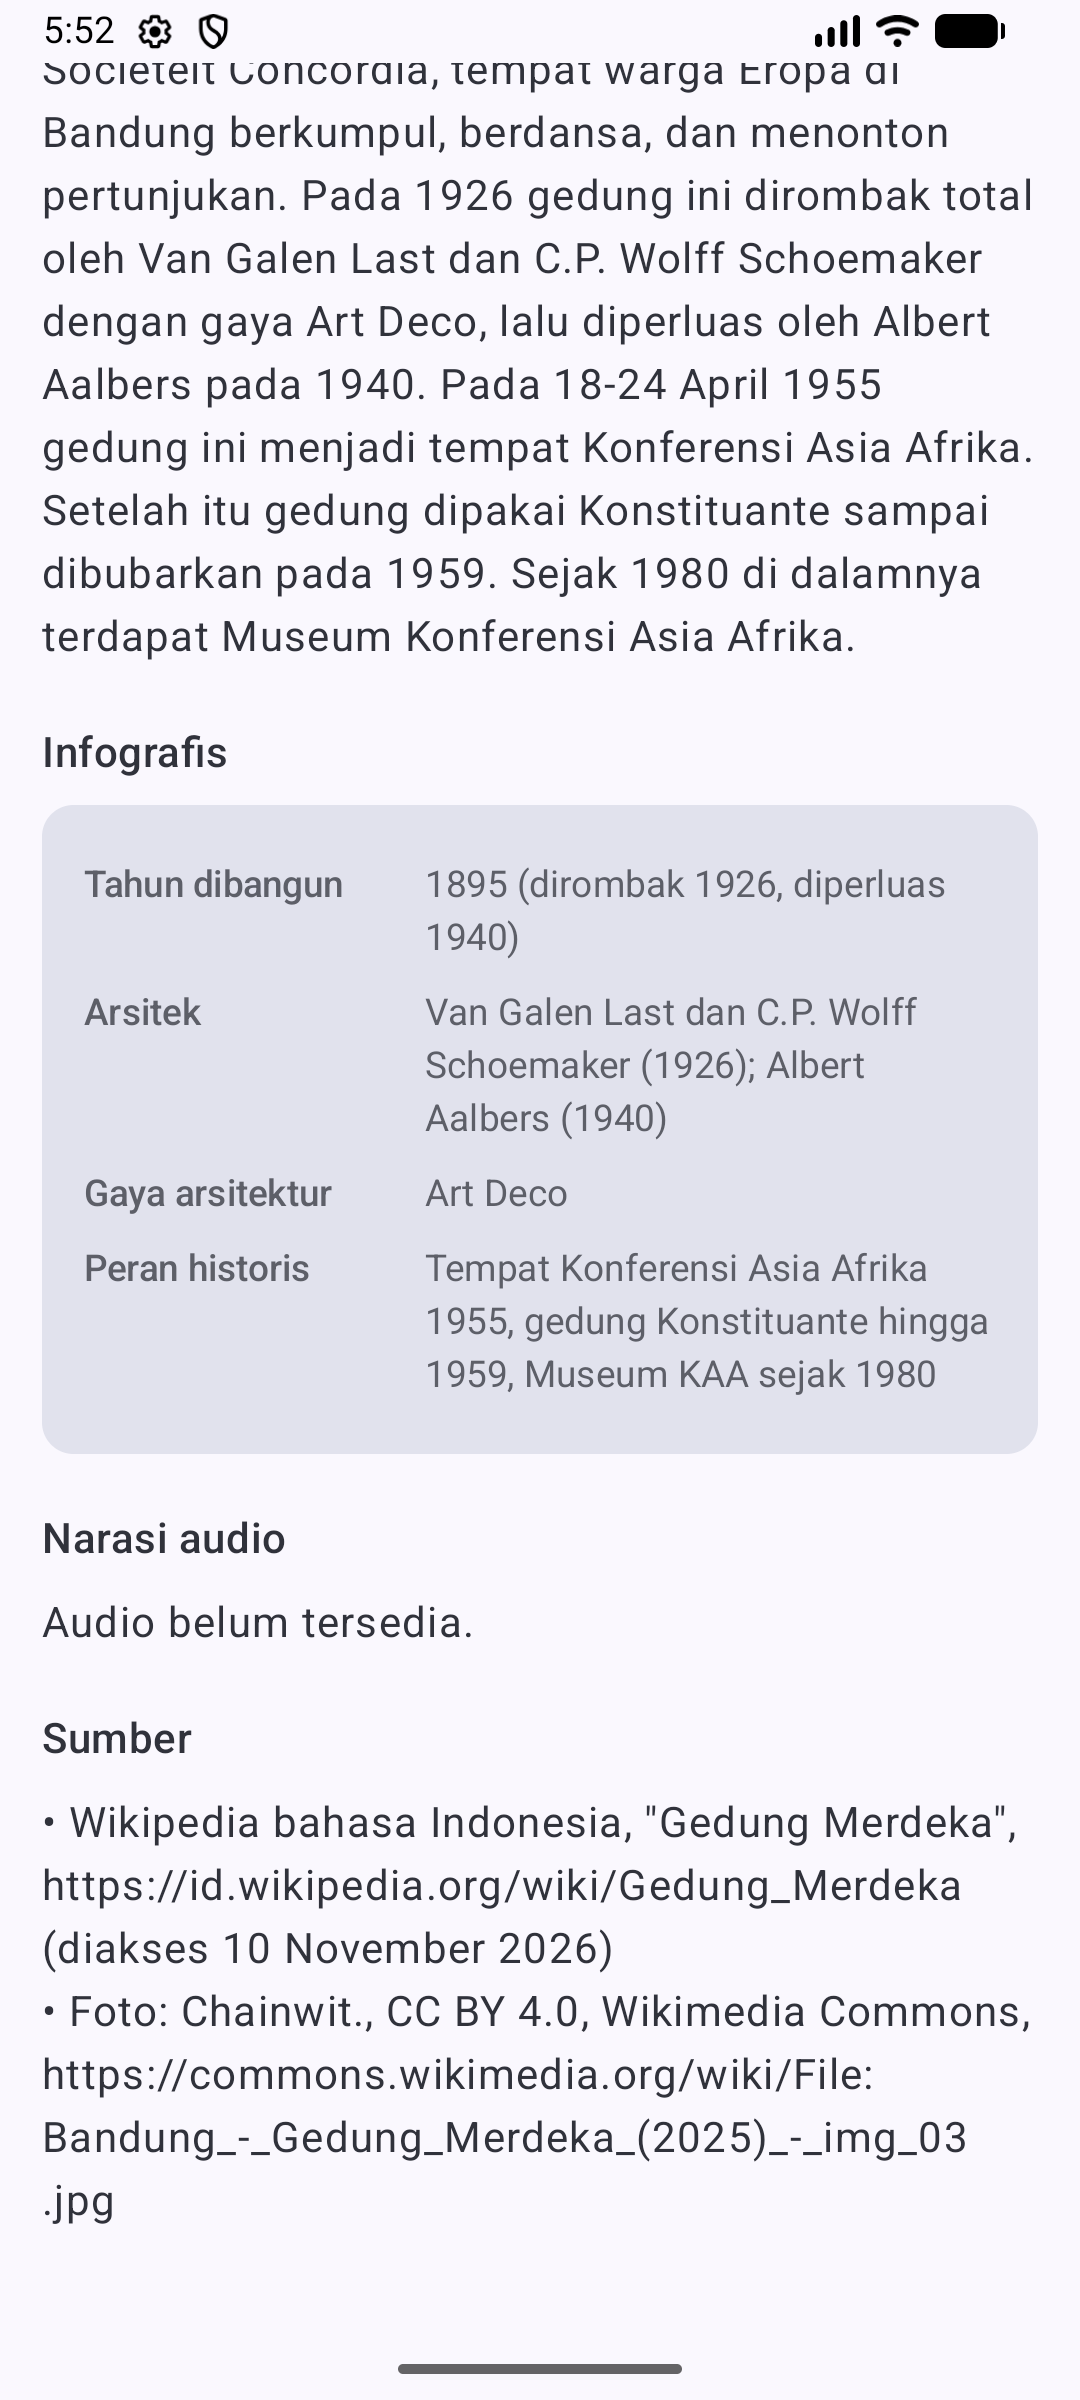 5:52
Societeit Concordia, tempat warga Eropa di
Bandung berkumpul, berdansa, dan menonton
pertunjukan. Pada 1926 gedung ini dirombak total
oleh Van Galen Last dan C.P. Wolff Schoemaker
dengan gaya Art Deco, lalu diperluas oleh Albert
Aalbers pada 1940. Pada 18-24 April 1955
gedung ini menjadi tempat Konferensi Asia Afrika.
Setelah itu gedung dipakai Konstituante sampai
dibubarkan pada 1959. Sejak 1980 di dalamnya
terdapat Museum Konferensi Asia Afrika.
Infografis
Tahun dibangun
1895 (dirombak 1926, diperluas
1940)
Arsitek
Van Galen Last dan C.P. Wolff
Schoemaker (1926); Albert
Aalbers (1940)
Gaya arsitektur
Art Deco
Peran historis
Tempat Konferensi Asia Afrika
1955, gedung Konstituante hingga
1959, Museum KAA sejak 1980
Narasi audio
Audio belum tersedia.
Sumber
• Wikipedia bahasa Indonesia, "Gedung Merdeka",
https://id.wikipedia.org/wiki/Gedung_Merdeka
(diakses 10 November 2026)
• Foto: Chainwit., CC BY 4.0, Wikimedia Commons,
https://commons.wikimedia.org/wiki/File:
Bandung_-_Gedung_Merdeka_(2025)_-_img_03
.jpg